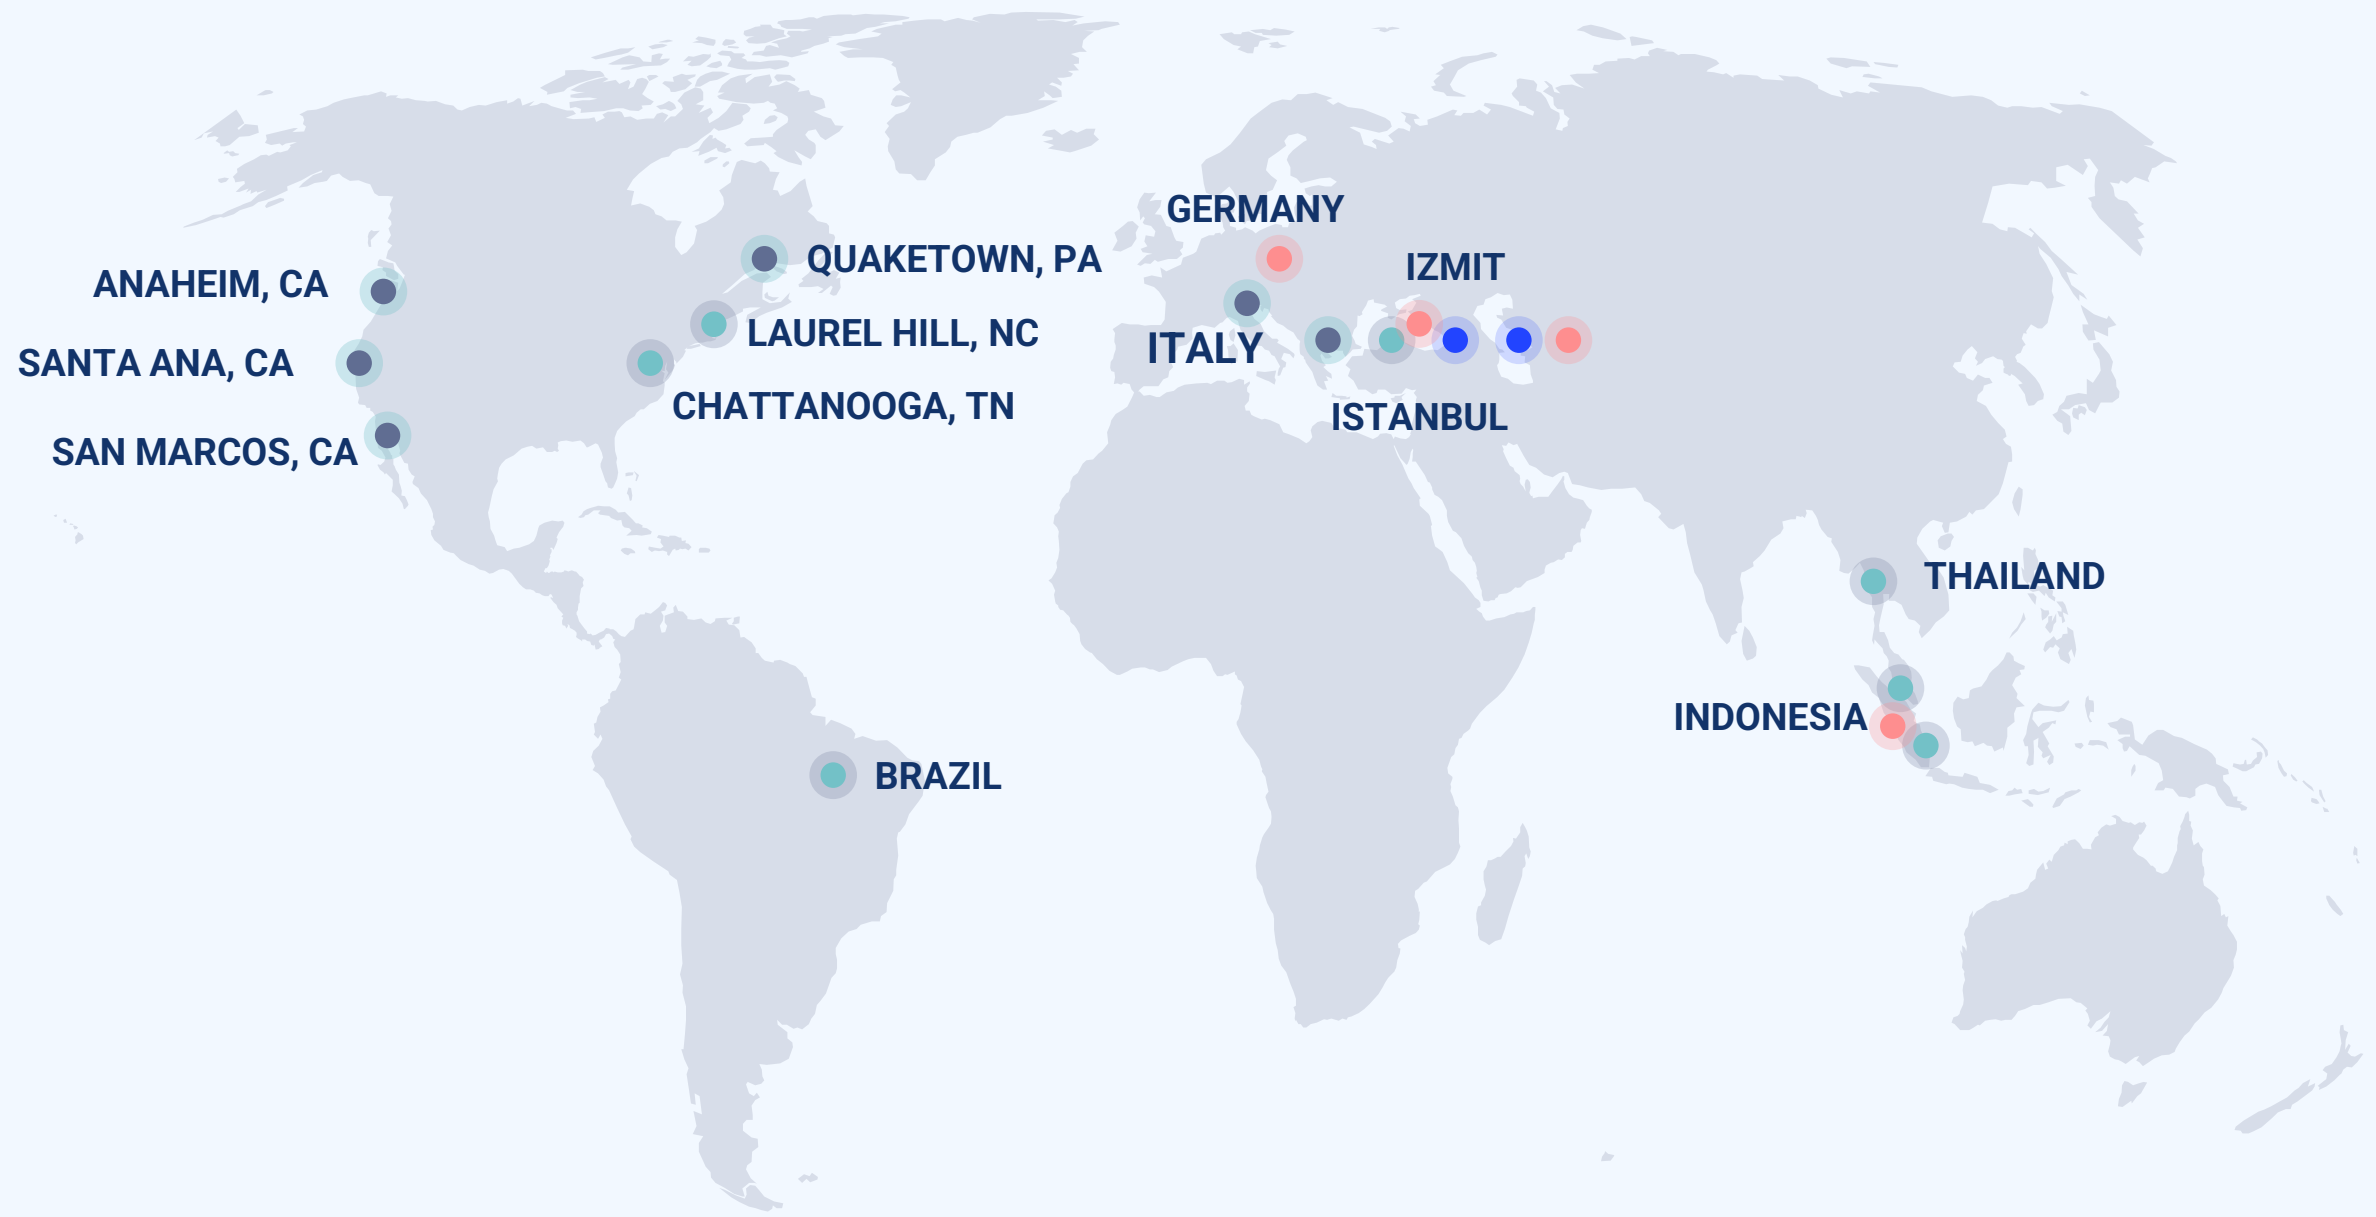 GERMANY
QUAKETOWN, PA
IZMIT
ANAHEIM, CA
LAUREL HILL, NC
ITALY
SANTA ANA, CA
CHATTANOOGA, TN
ISTANBUL
SAN MARCOS, CA
THAILAND
INDONESIA
BRAZIL